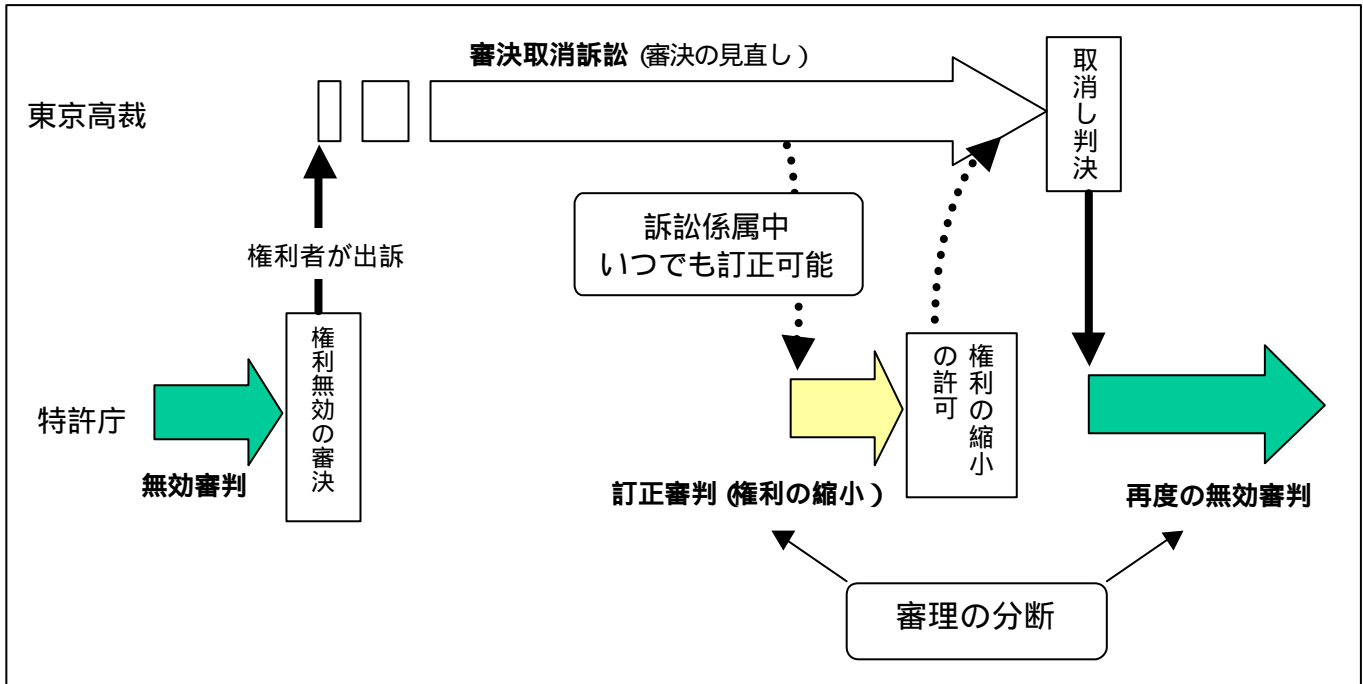 審決取消訴訟 (審決の見直し)
東京高裁
取消し判決
訴訟係属中
いつでも訂正可能
権利者が出訴
権利無効の審決
権利の縮小
の許可
特許庁
無効審判
訂正審判 (権利の縮小)
再度の無効審判
審理の分断